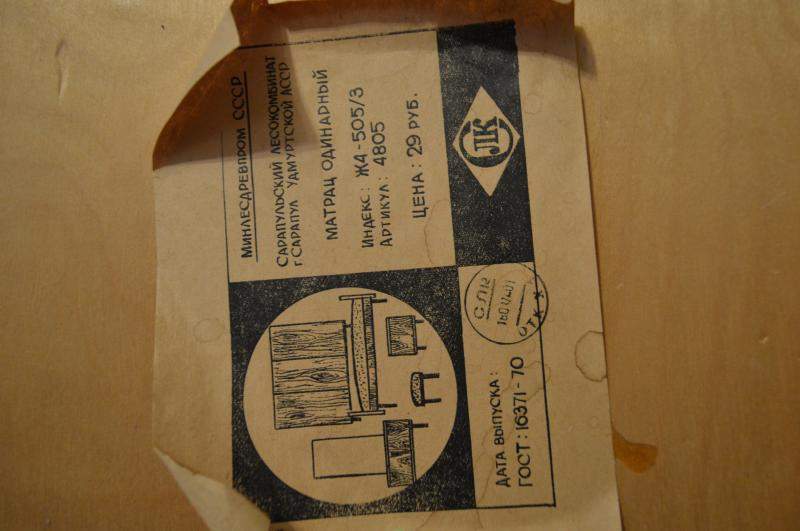 МИНЛЕСДРЕВПРОМ СССР
САРАПУЛЬСКИЙ ЛЕСОКОМБИНАТ
г. САРАПУЛ УДМУРТСКОЙ АССР
МАТРАЦ ОДИНАРНЫЙ
ИНДЕКС: Ж4-505/3
АРТИКУЛ: 4805
ЦЕНА: 29 РУБ.
СЛК
ДАТА ВЫПУСКА:
ГОСТ: 16371-70
СЛК
ОТК